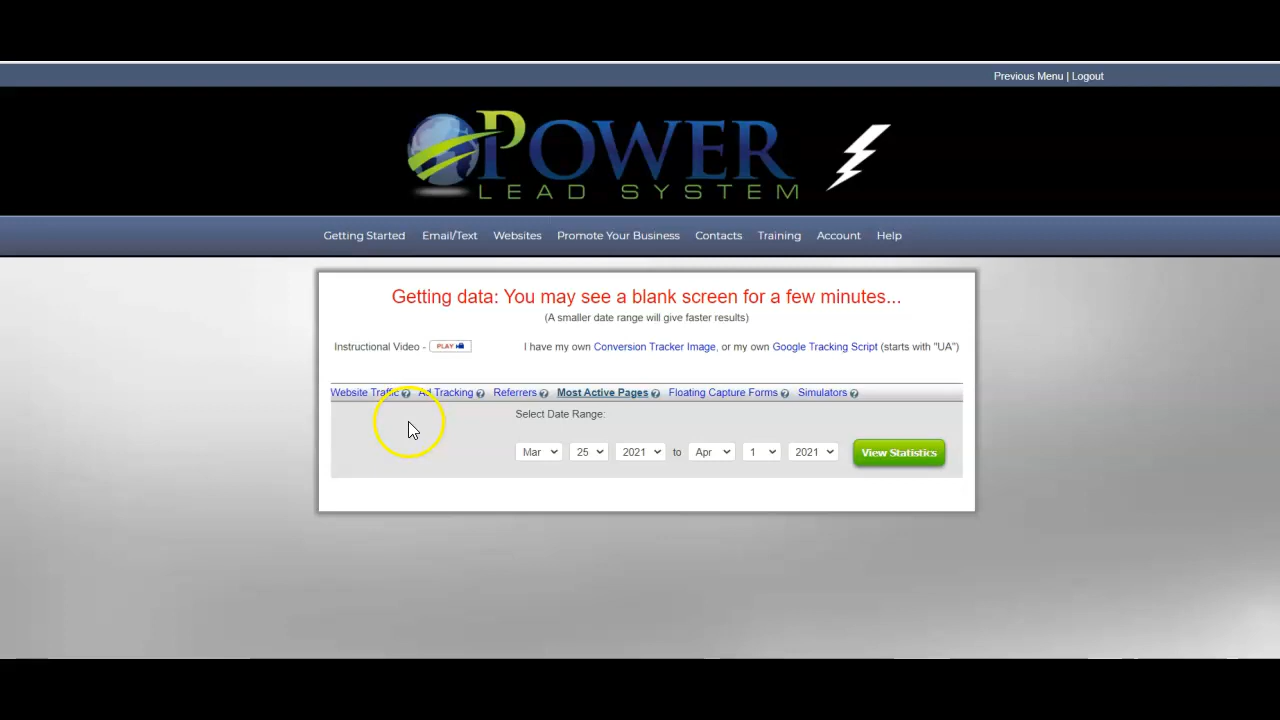 Previous Menu | Logout
POWER
LEAD SYSTEM
Getting Started Email/Text Websites Promote Your Business Contacts Training Account Help
Getting data: You may see a blank screen for a few minutes...
(A smaller date range will give faster results)
Instructional Video - PLAY I have my own Conversion Tracker Image, or my own Google Tracking Script (starts with "UA")
Website Traffic ? Ad Tracking ? Referrers ? Most Active Pages ? Floating Capture Forms ? Simulators ?
Select Date Range:
Mar 25 2021 to Apr 1 2021 View Statistics